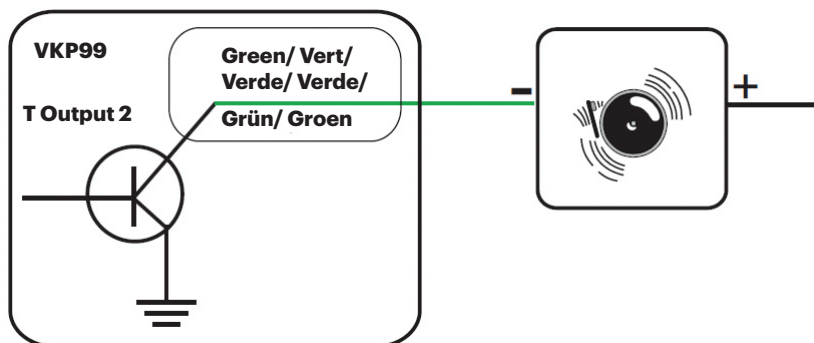 VKP99
Green/ Vert/
Verde/ Verde/
T Output 2
Grün/ Groen
-
+